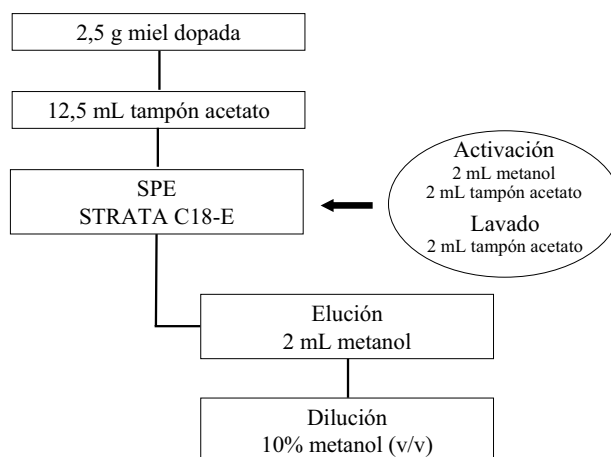 2,5 g miel dopada
12,5 mL tampón acetato
SPE
STRATA C18-E
Activación
2 mL metanol
2 mL tampón acetato
Lavado
2 mL tampón acetato
Elución
2 mL metanol
Dilución
10% metanol (v/v)